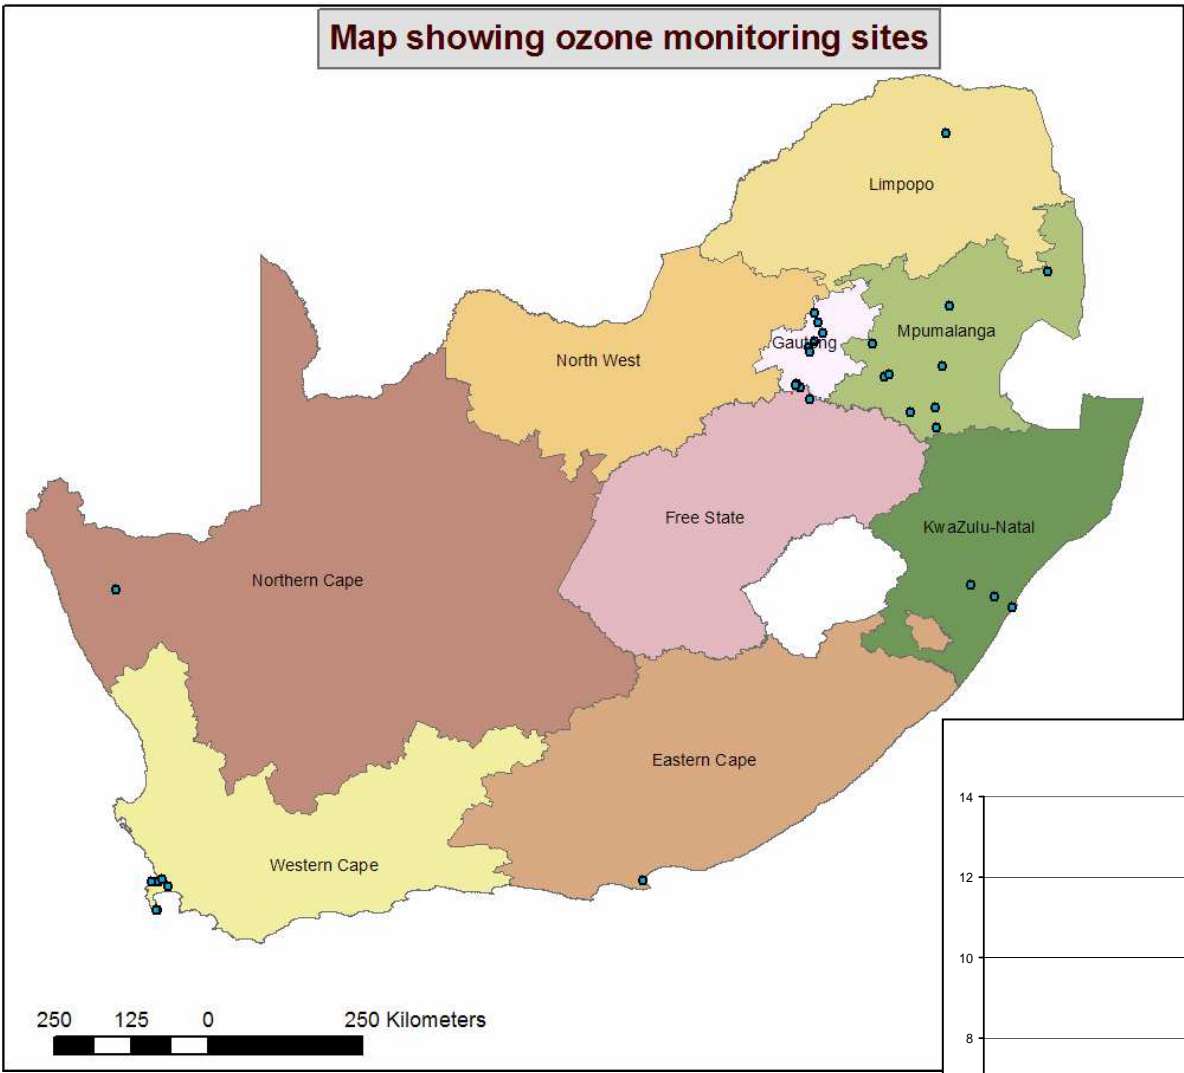 Map showing ozone monitoring sites
Limpopo
Mpumalanga
Gauteng
North West
Free State
KwaZulu-Natal
Northern Cape
Eastern Cape
Western Cape
250 125 0 250 Kilometers
14
12
10
8